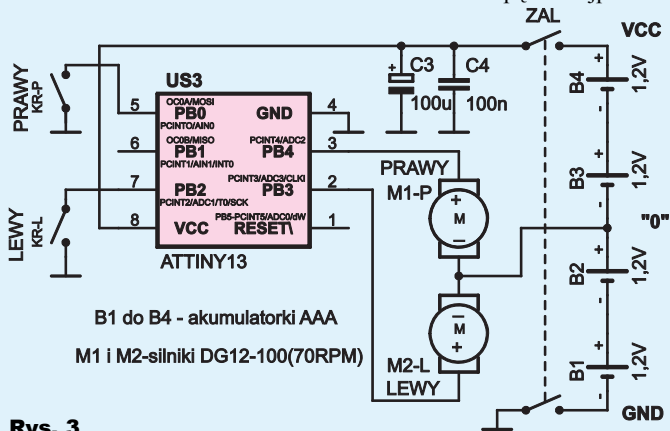 ZAL
VCC
PRAWY
KR-P
US3
C3
C4
+
100u
100n
B4
+
1,2V
-
5
OC0A/MOSI
PB0
PCINTO/AIN0
GND
4
6
OC0B/MISO
PB1
PCINT1/AIN1/INT0
PCINT4/ADC2
PB4
3
PRAWY
M1-P
B3
+
1,2V
-
LEWY
KR-L
7
PB2
PCINT2/ADC1/T0/SCK
PCINT3/ADC3/CLKI
PB3
2
+
M
-
"0"
8
VCC
PB5-PCINT5/ADC0/dW
RESET\
1
ATTINY13
B2
+
1,2V
-
B1 do B4 - akumulatorki AAA
-
M
+
M1 i M2-silniki DG12-100(70RPM)
M2-L
LEWY
B1
+
1,2V
-
GND
Rys. 3